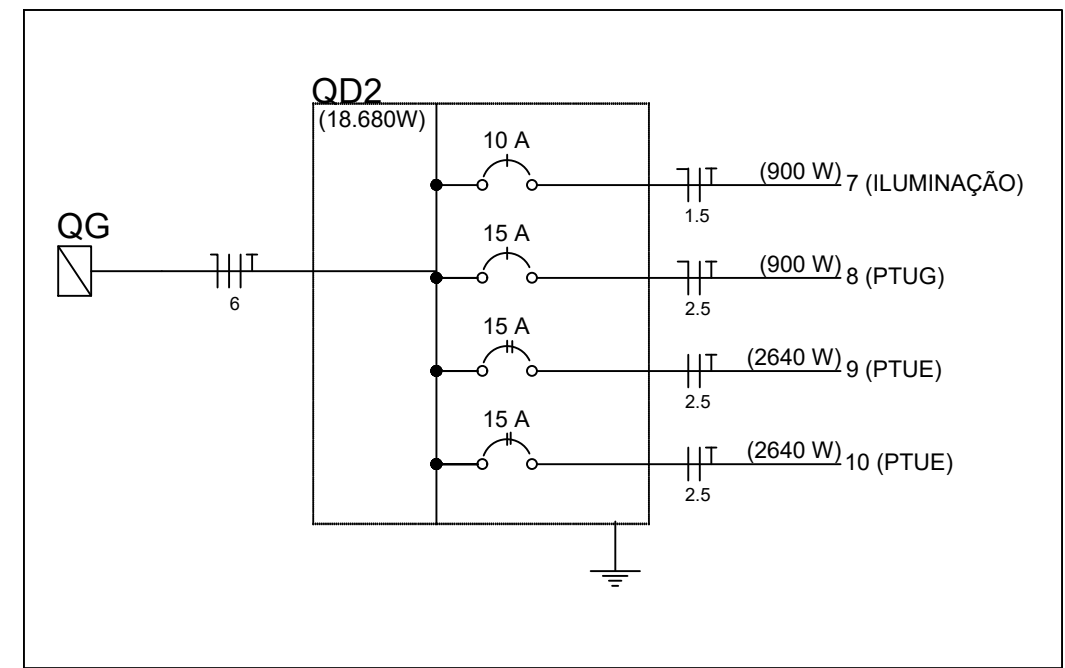 QD2
(18.680W)
10 A
(900 W) 7 (ILUMINAÇÃO)
1.5
QG
6
15 A
(900 W) 8 (PTUG)
2.5
15 A
(2640 W) 9 (PTUE)
2.5
15 A
(2640 W) 10 (PTUE)
2.5